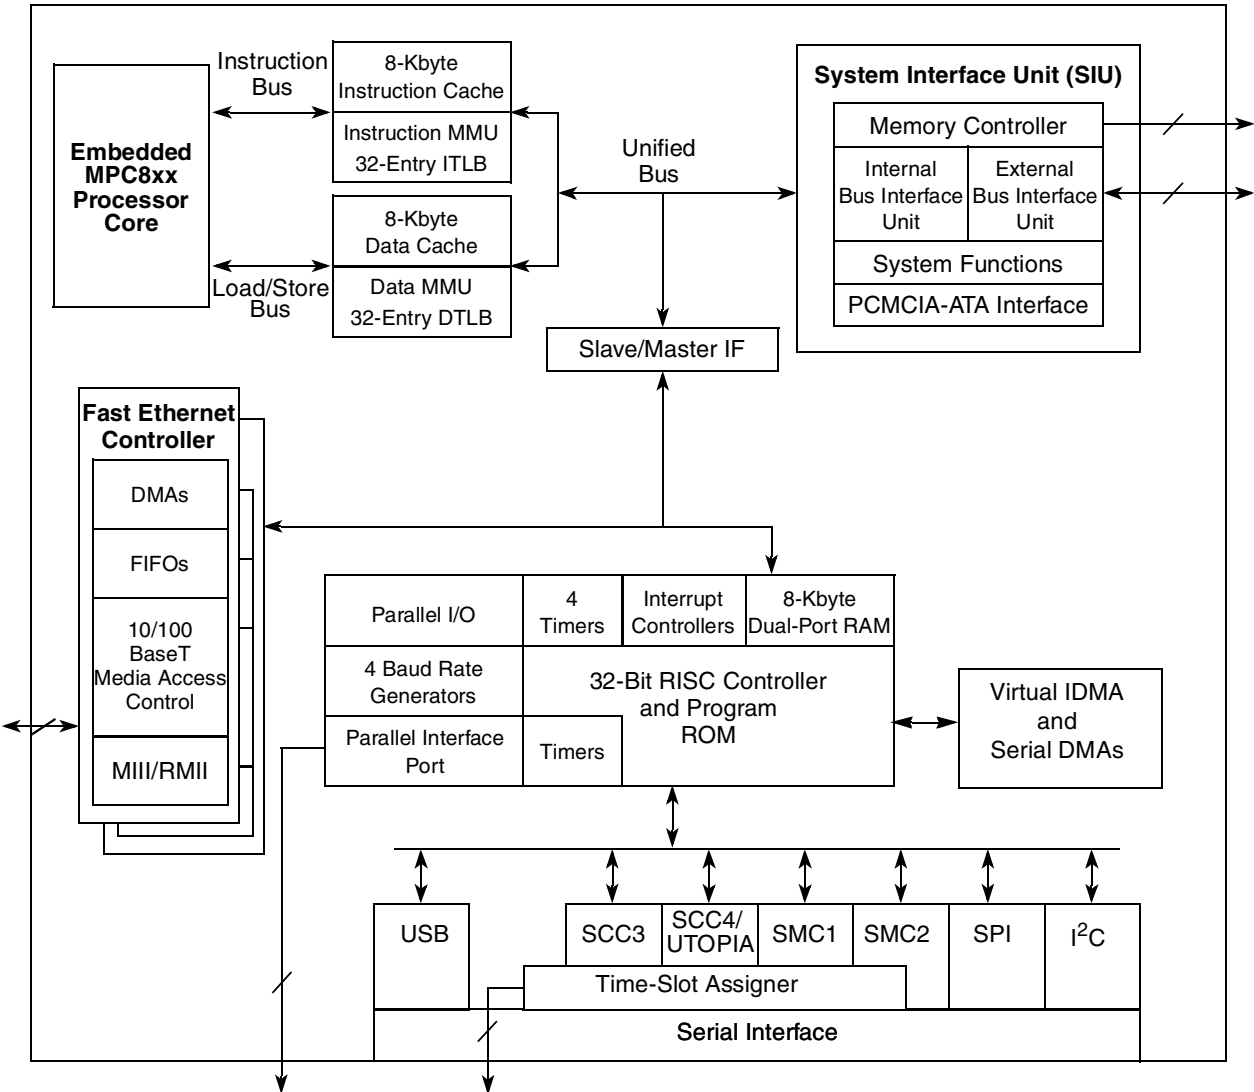 Instruction
Bus
8-Kbyte
Instruction Cache
Instruction MMU
32-Entry ITLB
Embedded
MPC8xx
Processor
Core
8-Kbyte
Data Cache
Data MMU
32-Entry DTLB
Load/Store
Bus
Unified
Bus
System Interface Unit (SIU)
Memory Controller
Internal
Bus Interface
Unit
External
Bus Interface
Unit
System Functions
PCMCIA-ATA Interface
Slave/Master IF
Fast Ethernet
Controller
DMAs
FIFOs
10/100
BaseT
Media Access
Control
MIII/RMII
Parallel I/O
4
Timers
Interrupt
Controllers
8-Kbyte
Dual-Port RAM
4 Baud Rate
Generators
32-Bit RISC Controller
and Program
ROM
Parallel Interface
Port
Timers
Virtual IDMA
and
Serial DMAs
USB
SCC3
SCC4/
UTOPIA
SMC1
SMC2
SPI
I²C
Time-Slot Assigner
Serial Interface